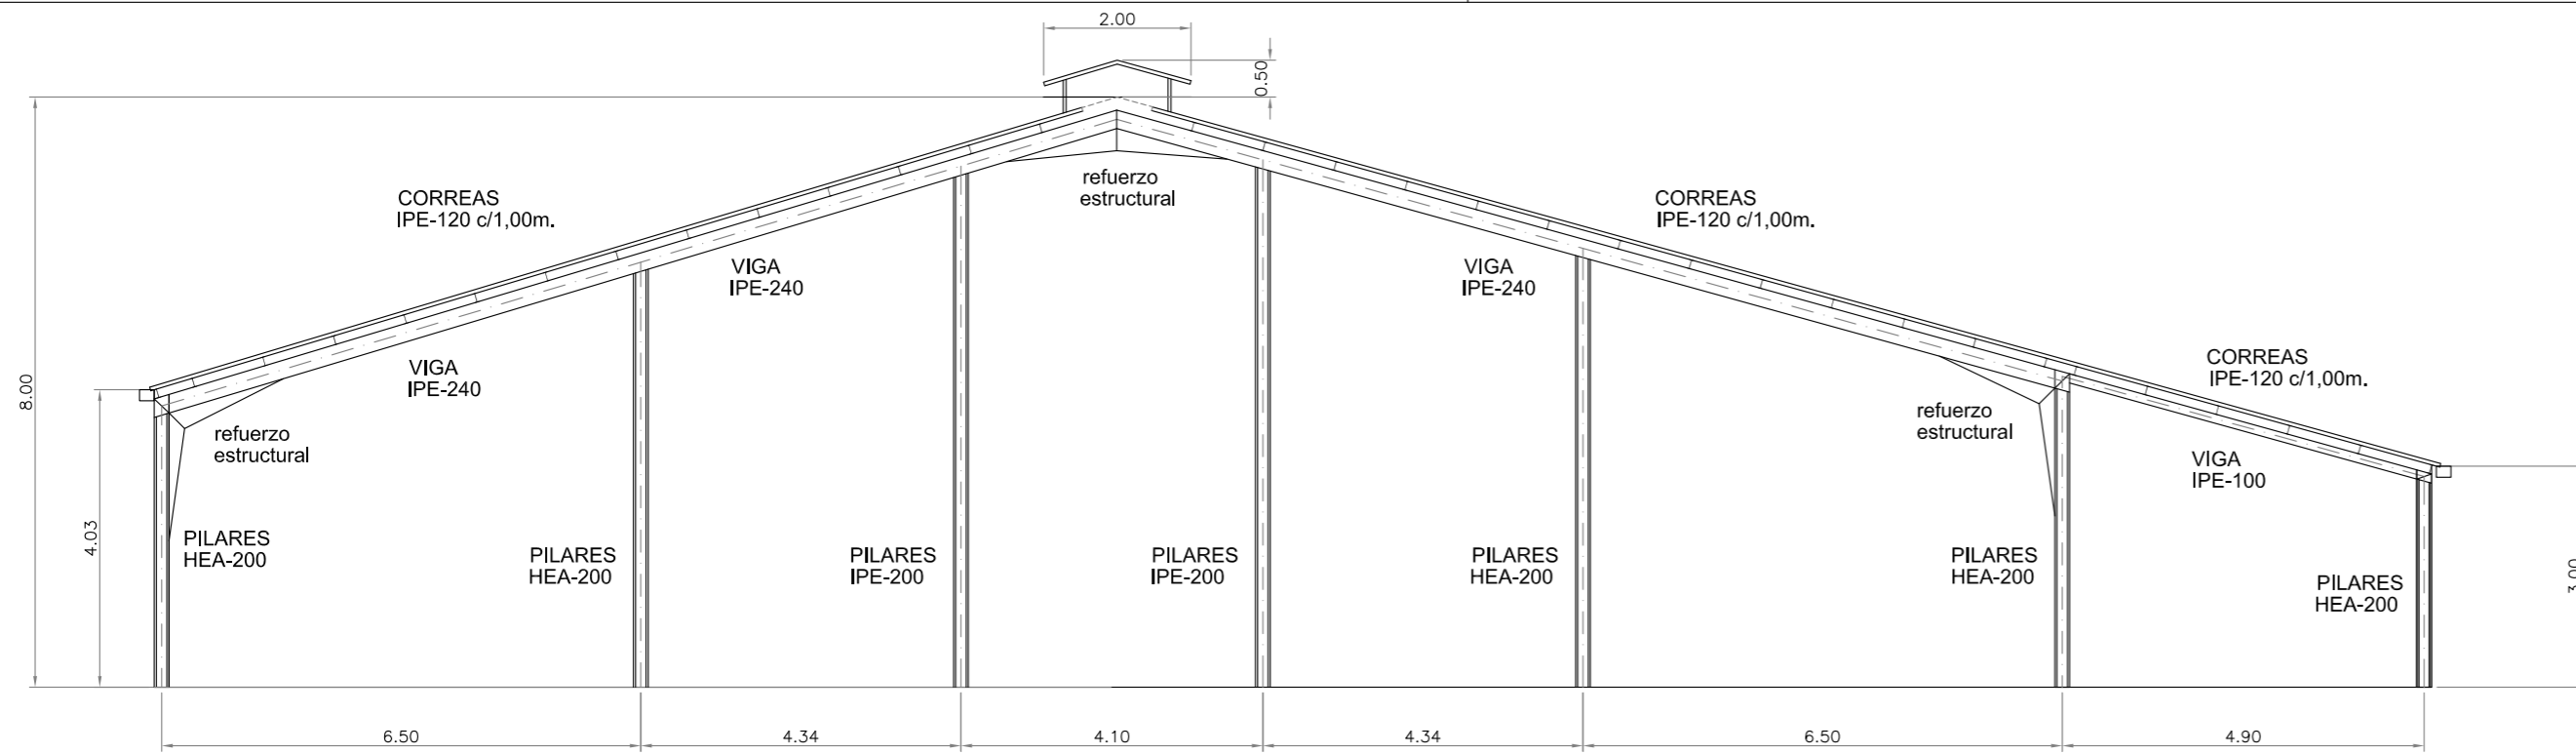 2.00
0.50
8.00
4.03
3.00
CORREAS
IPE-120 c/1,00m.
VIGA
IPE-240
VIGA
IPE-240
refuerzo
estructural
refuerzo
estructural
VIGA
IPE-240
CORREAS
IPE-120 c/1,00m.
CORREAS
IPE-120 c/1,00m.
refuerzo
estructural
VIGA
IPE-100
PILARES
HEA-200
PILARES
HEA-200
PILARES
IPE-200
PILARES
IPE-200
PILARES
HEA-200
PILARES
HEA-200
PILARES
HEA-200
6.50
4.34
4.10
4.34
6.50
4.90